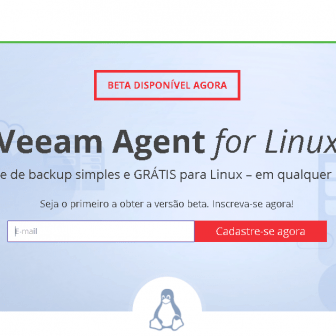 BETA DISPONÍVEL AGORA
Veeam Agent for Linux
e de backup simples e GRÁTIS para Linux – em qualquer
Seja o primeiro a obter a versão beta. Inscreva-se agora!
E-mail
Cadastre-se agora